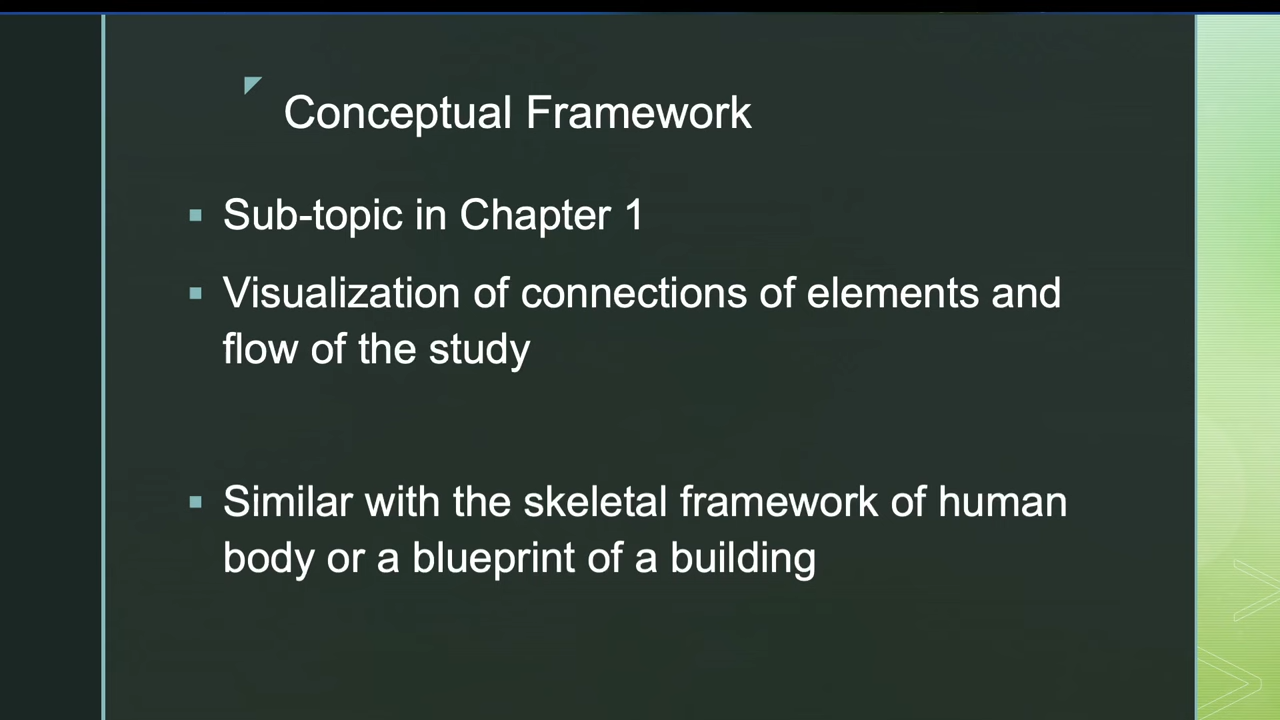 Conceptual Framework
▪ Sub-topic in Chapter 1
▪ Visualization of connections of elements and
flow of the study
▪ Similar with the skeletal framework of human
body or a blueprint of a building